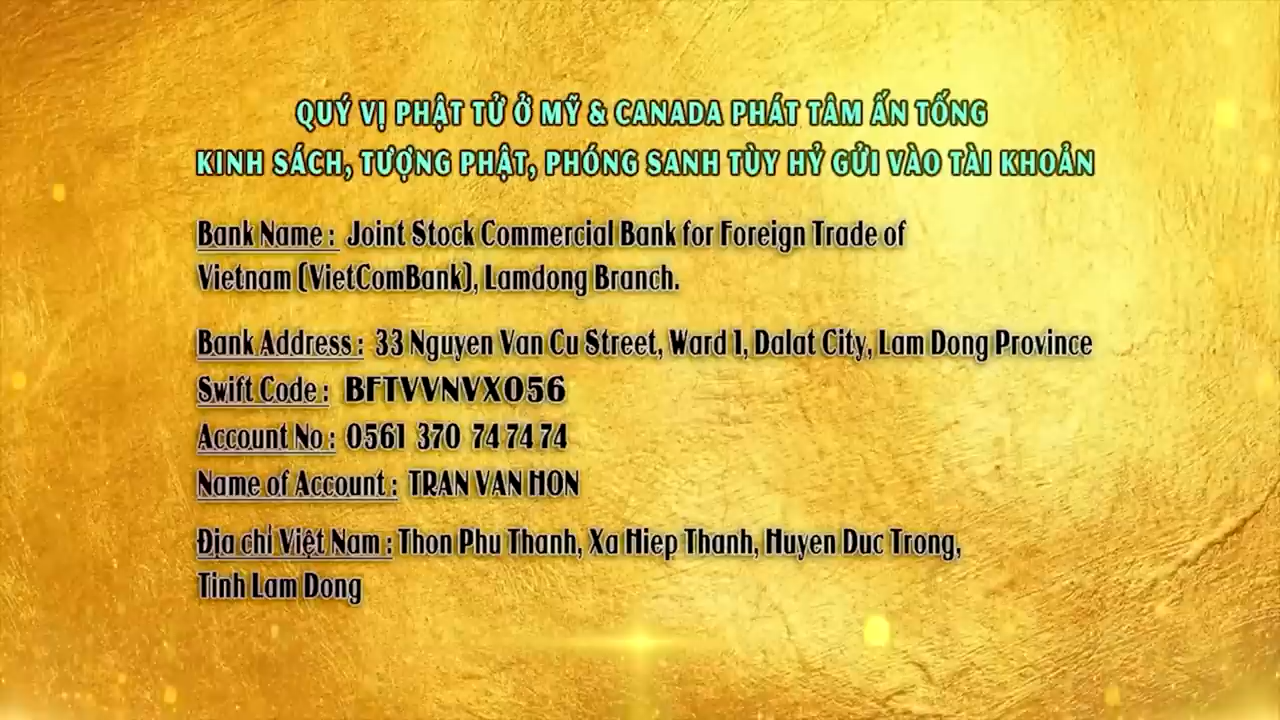 QUÝ VỊ PHẬT TỬ Ở MỸ & CANADA PHÁT TÂM ẤN TỐNG
KINH SÁCH, TƯỢNG PHẬT, PHÓNG SANH TÙY HỶ GỬI VÀO TÀI KHOẢN
Bank Name : Joint Stock Commercial Bank for Foreign Trade of
Vietnam (VietComBank), Lamdong Branch.
Bank Address : 33 Nguyen Van Cu Street, Ward 1, Dalat City, Lam Dong Province
Swift Code : BFTVVNVX056
Account No : 0561 370 74 74 74
Name of Account : TRAN VAN HON
Địa chỉ Việt Nam : Thon Phu Thanh, Xa Hiep Thanh, Huyen Duc Trong,
Tinh Lam Dong